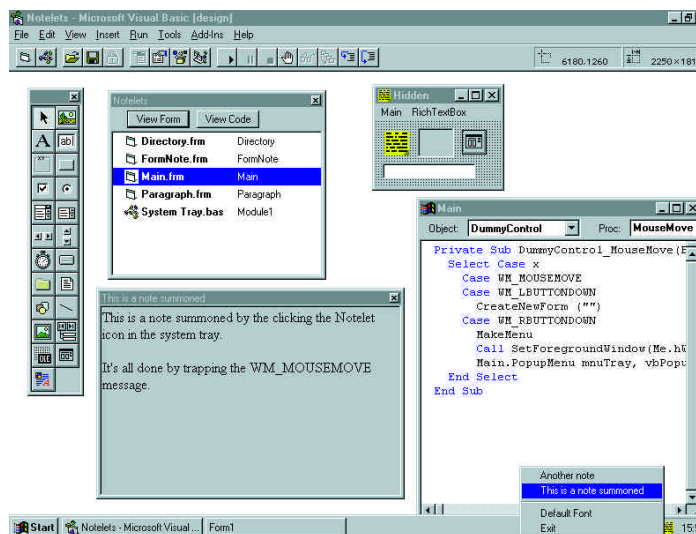 Notelets - Microsoft Visual Basic [design]
File Edit View Insert Run Tools Add-Ins Help
6180,1260 2250×181
Notelets
View Form View Code
Directory.frm Directory
FormNote.frm FormNote
Main.frm Main
Paragraph.frm Paragraph
System Tray.bas Module1
Hidden
Main RichTextBox
A ab
OLE
Main
Object: DummyControl Proc: MouseMove
Private Sub DummyControl_MouseMove(B
Select Case x
Case WM_MOUSEMOVE
Case WM_LBUTTONDOWN
CreateNewForm ("")
Case WM_RBUTTONDOWN
MakeMenu
Call SetForegroundWindow(Me.hW
Main.PopupMenu mnuTray, vbPopu
End Select
End Sub
This is a note summoned
This is a note summoned by the clicking the Notelet
icon in the system tray.
It's all done by trapping the WM_MOUSEMOVE
message.
Another note
This is a note summoned
Default Font
Exit
Start Notelets - Microsoft Visual ... Form1